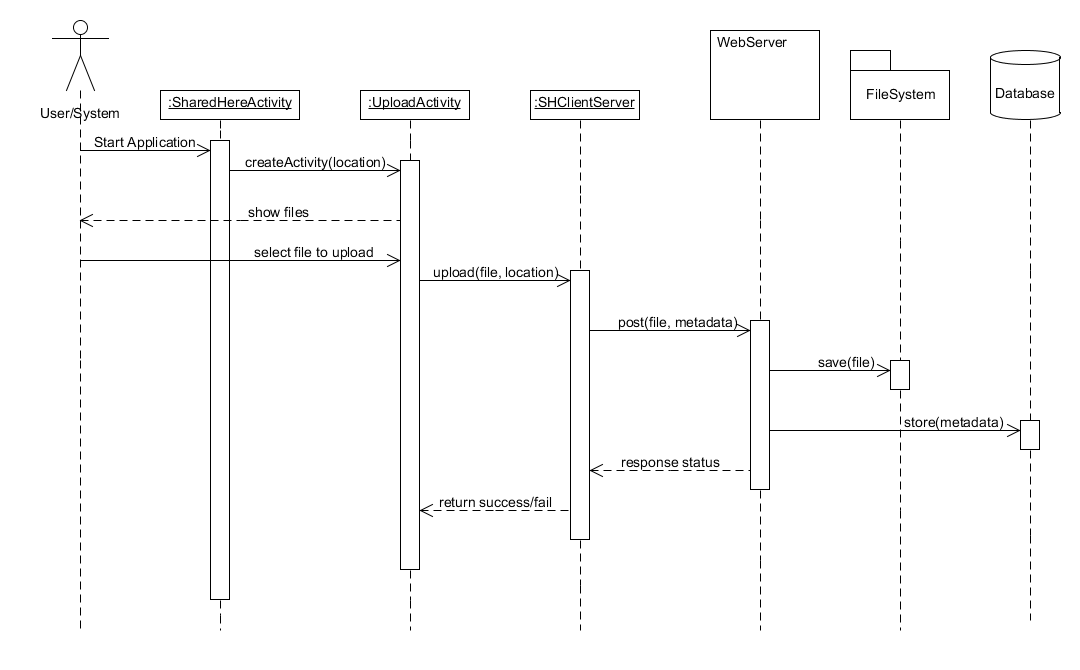 WebServer
FileSystem
Database
:SharedHereActivity
:UploadActivity
:SHClientServer
User/System
Start Application
createActivity(location)
show files
select file to upload
upload(file, location)
post(file, metadata)
save(file)
store(metadata)
response status
return success/fail